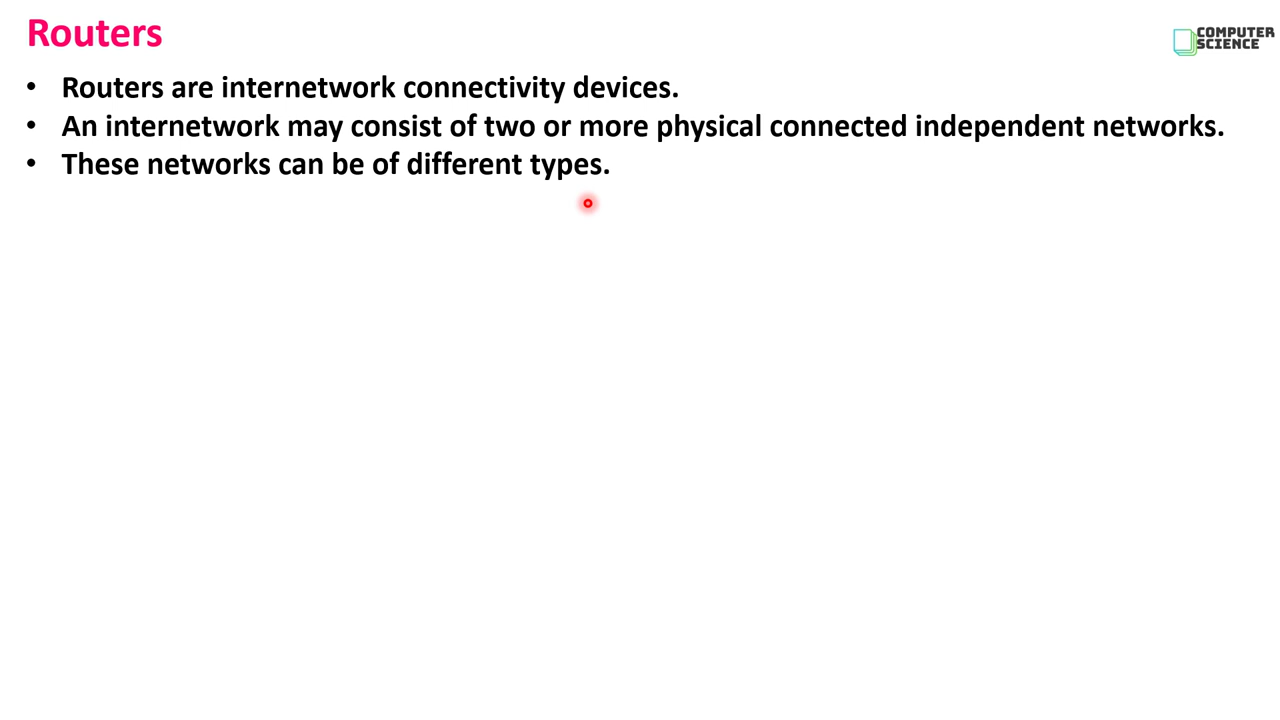 Routers
COMPUTER
SCIENCE
• Routers are internetwork connectivity devices.
• An internetwork may consist of two or more physical connected independent networks.
• These networks can be of different types.